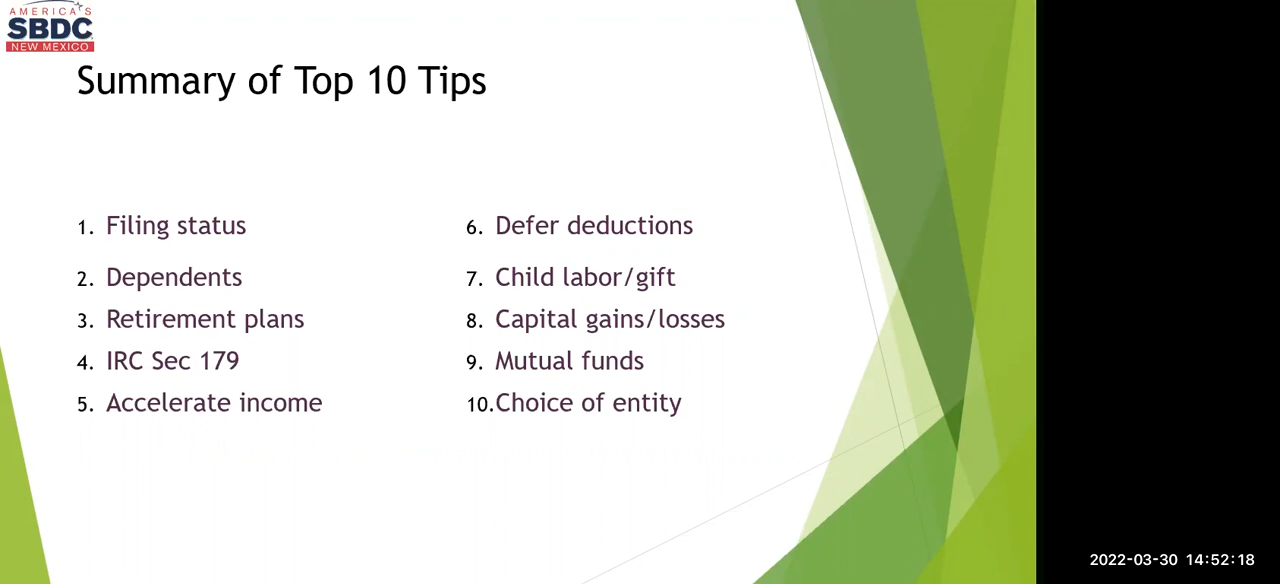 AMERICA'S
SBDC
NEW MEXICO
Summary of Top 10 Tips
1. Filing status
2. Dependents
3. Retirement plans
4. IRC Sec 179
5. Accelerate income
6. Defer deductions
7. Child labor/gift
8. Capital gains/losses
9. Mutual funds
10.Choice of entity
2022-03-30 14:52:18